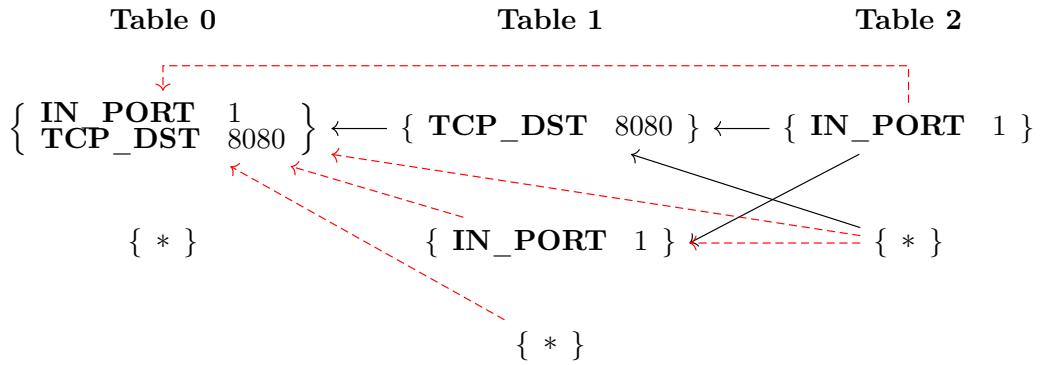 Table 0 Table 1 Table 2
{ IN_PORT 1
TCP_DST 8080 } { TCP_DST 8080 } { IN_PORT 1 }
{ * } { IN_PORT 1 } { * }
{ * }